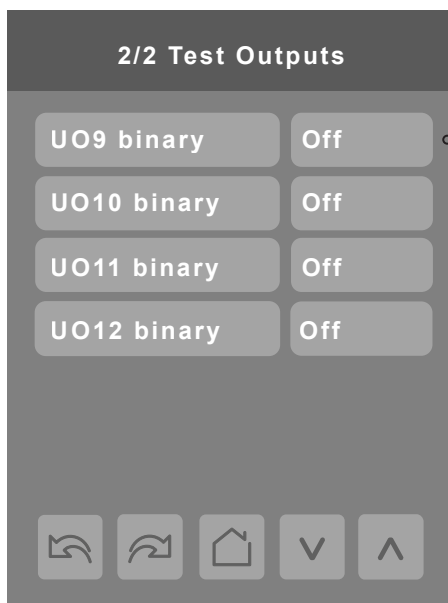 2/2 Test Outputs
UO9 binary Off
UO10 binary Off
UO11 binary Off
UO12 binary Off